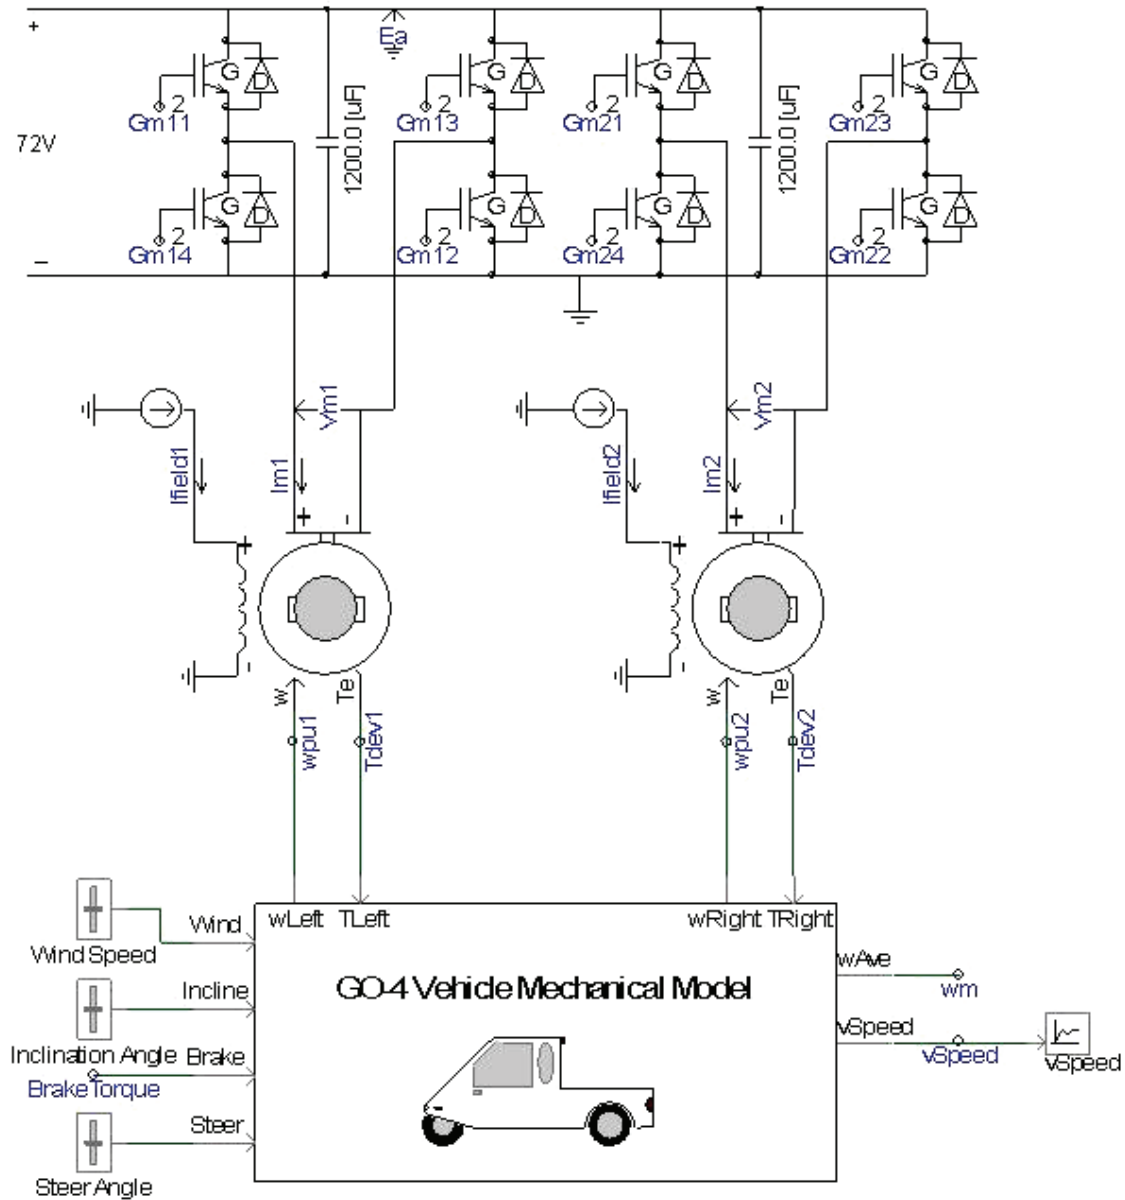 +
Ea
G D G D G D G D
2 2 2 2
Gm11 Gm13 Gm21 Gm23
72V
1200.0 [uF]
1200.0 [uF]
G D G D G D G D
2 2 2 2
Gm14 Gm12 Gm24 Gm22
–
Vm1
Vm2
Ifield1
Im1
Ifield2
Im2
+ -
+ -
+
+
-
-
w
Te
w
Te
wpu1
Tdev1
wpu2
Tdev2
wLeft TLeft wRight TRight
Wind
Wind Speed
wAve
wm
Incline
GO-4 Vehicle Mechanical Model
Inclination Angle
Brake
BrakeTorque
vSpeed
vSpeed
vSpeed
Steer
Steer Angle